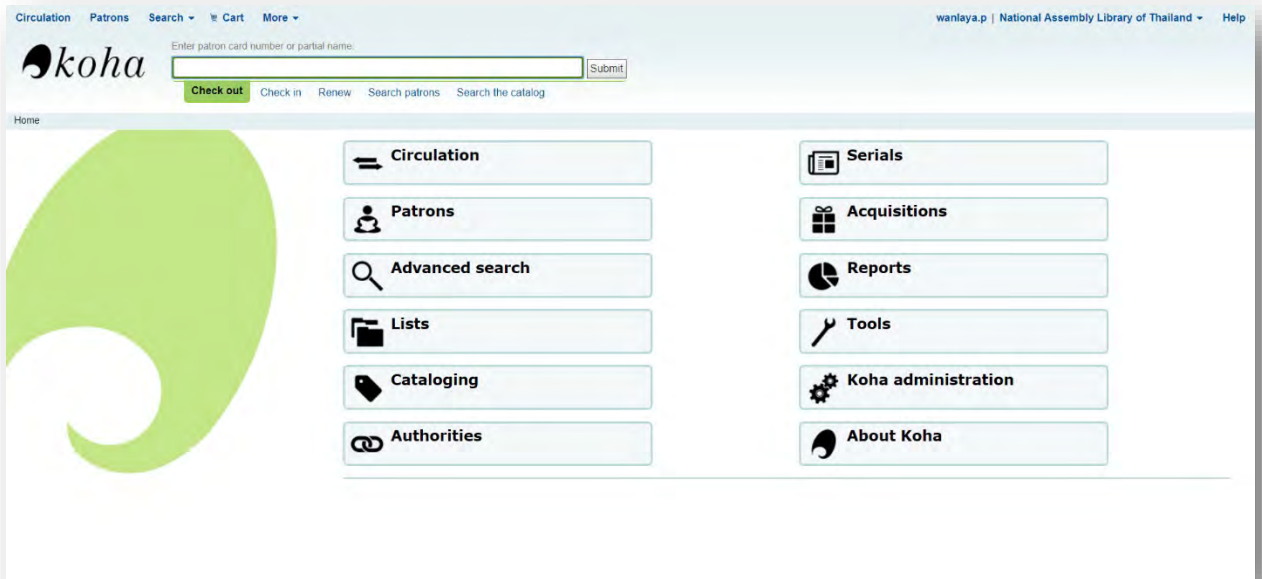 Circulation Patrons Search Cart More wanlaya.p | National Assembly Library of Thailand Help
koha
Enter patron card number or partial name:
Submit
Check out Check in Renew Search patrons Search the catalog
Home
Circulation Serials
Patrons Acquisitions
Advanced search Reports
Lists Tools
Cataloging Koha administration
Authorities About Koha